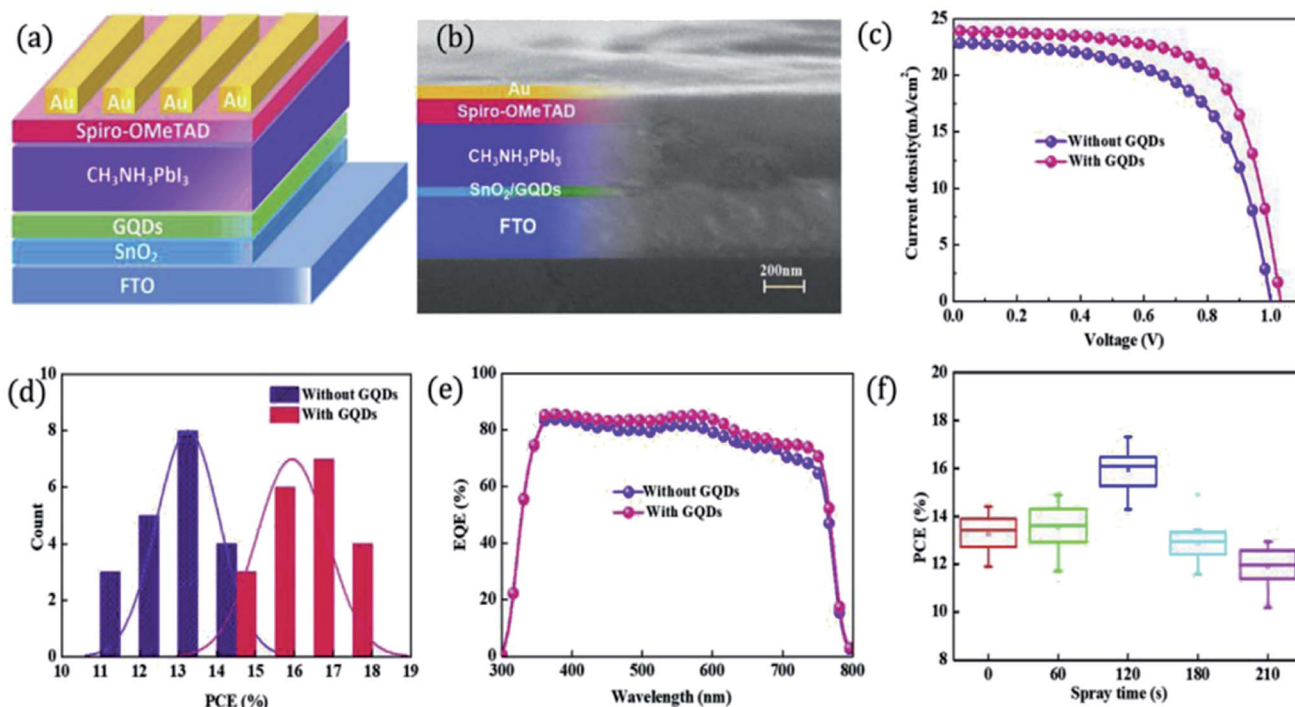 (a)
Au Au Au Au
Spiro-OMeTAD
CH₃NH₃PbI₃
GQDs
SnO₂
FTO
(b)
Au
Spiro-OMeTAD
CH₃NH₃PbI₃
SnO₂/GQDs
FTO
200nm
(c)
25
20
15
10
5
0
Current density(mA/cm²)
Without GQDs
With GQDs
0.0 0.2 0.4 0.6 0.8 1.0
Voltage (V)
(d)
10
8
6
4
2
0
Count
Without GQDs
With GQDs
10 11 12 13 14 15 16 17 18 19
PCE (%)
(e)
100
80
60
40
20
0
EQE (%)
Without GQDs
With GQDs
300 400 500 600 700 800
Wavelength (nm)
(f)
20
18
16
14
12
10
8
PCE (%)
0 60 120 180 210
Spray time (s)